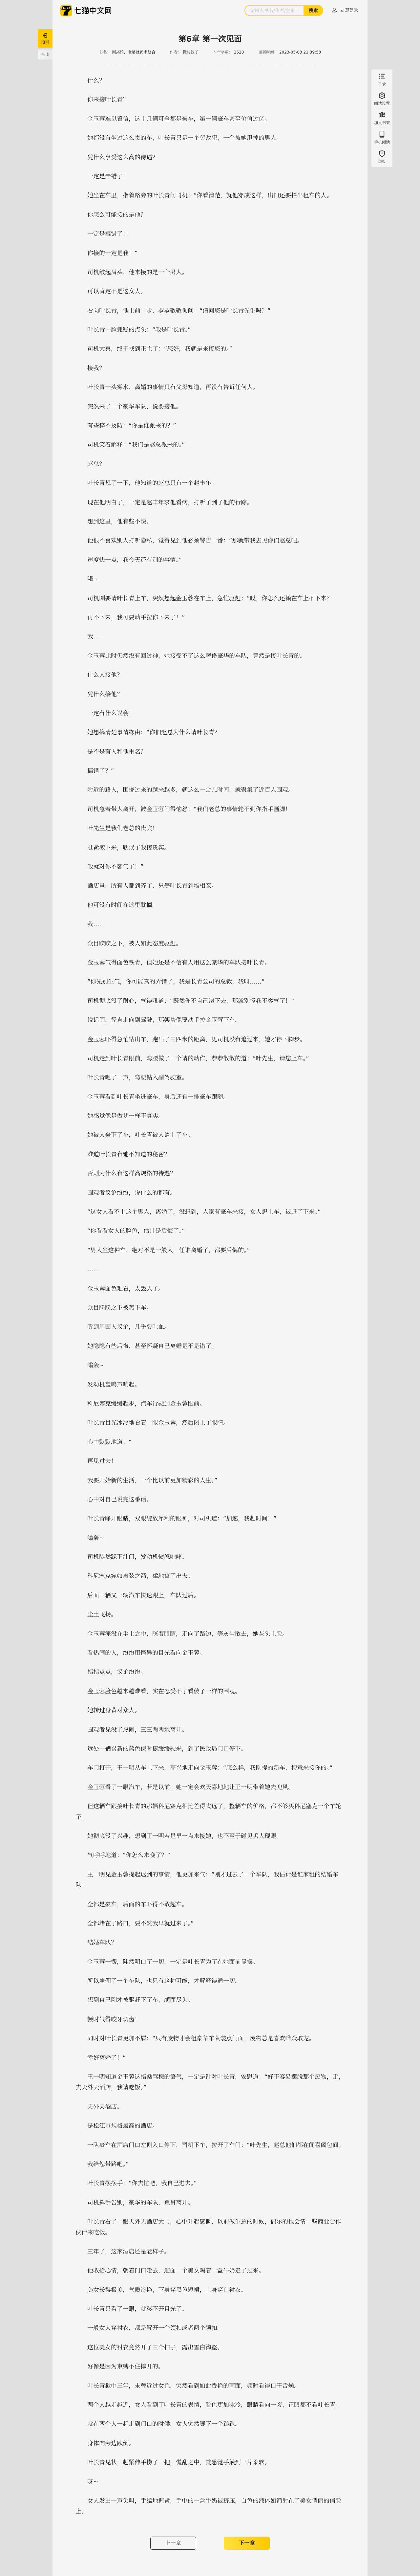 七猫中文网
搜索
立即登录
返回
目录
阅读设置
加入书架
手机阅读
举报
第6章 第一次见面
本章字数： 2528
更新时间： 2023-05-03 21:39:53
什么？
你来接叶长青？
金玉蓉难以置信，这十几辆可全都是豪车，第一辆豪车甚至价值过亿。
她都没有坐过这么贵的车，叶长青只是一个劳改犯，一个被她甩掉的男人。
凭什么享受这么高的待遇？
一定是弄错了！
她坐在车里，指着路旁的叶长青问司机：“你看清楚，就他穿成这样，出门还要拦出租车的人。
你怎么可能接的是他？
一定是搞错了！！
你接的一定是我！”
司机皱起眉头，他来接的是一个男人。
可以肯定不是这女人。
看向叶长青，他上前一步，恭恭敬敬询问：“请问您是叶长青先生吗？”
叶长青一脸狐疑的点头：“我是叶长青。”
司机大喜，终于找到正主了：“您好，我就是来接您的。”
接我？
叶长青一头雾水，离婚的事情只有父母知道，再没有告诉任何人。
突然来了一个豪华车队，说要接他。
有些猝不及防：“你是谁派来的？”
司机笑着解释：“我们是赵总派来的。”
赵总？
叶长青想了一下，他知道的赵总只有一个赵丰年。
现在他明白了，一定是赵丰年求他看病，打听了到了他的行踪。
想到这里，他有些不悦。
他很不喜欢别人打听隐私，觉得见到他必须警告一番：“那就带我去见你们赵总吧。
速度快一点，我今天还有别的事情。”
哦~
司机刚要请叶长青上车，突然想起金玉蓉在车上，急忙驱赶：“哎，你怎么还赖在车上不下来？
再不下来，我可要动手拉你下来了！”
我……
金玉蓉此时仍然没有回过神，她接受不了这么奢侈豪华的车队，竟然是接叶长青的。
什么人接他？
凭什么接他？
一定有什么误会！
她想搞清楚事情缘由：“你们赵总为什么请叶长青？
是不是有人和他重名？
搞错了？”
附近的路人，围拢过来的越来越多，就这么一会儿时间，就聚集了近百人围观。
司机急着带人离开，被金玉蓉问得恼怒：“我们老总的事情轮不到你指手画脚！
叶先生是我们老总的贵宾！
赶紧滚下来，耽误了我接贵宾。
我就对你不客气了！”
酒店里，所有人都到齐了，只等叶长青到场相亲。
他可没有时间在这里耽搁。
我……
众目睽睽之下，被人如此态度驱赶。
金玉蓉气得面色铁青，但她还是不信有人用这么豪华的车队接叶长青。
“你先别生气，你可能真的弄错了，我是长青公司的总裁，我叫……”
司机彻底没了耐心，气得吼道：“既然你不自己滚下去，那就别怪我不客气了！”
说话间，径直走向副驾驶，那架势像要动手拉金玉蓉下车。
金玉蓉吓得急忙钻出车，跑出了三四米的距离，见司机没有追过来，她才停下脚步。
司机走到叶长青跟前，弯腰做了一个请的动作，恭恭敬敬的道：“叶先生，请您上车。”
叶长青嗯了一声，弯腰钻入副驾驶室。
金玉蓉看到叶长青坐进豪车，身后还有一排豪车跟随。
她感觉像是做梦一样不真实。
她被人轰下了车，叶长青被人请上了车。
难道叶长青有她不知道的秘密？
否则为什么有这样高规格的待遇？
围观者议论纷纷，说什么的都有。
“这女人看不上这个男人，离婚了，没想到，人家有豪车来接，女人想上车，被赶了下来。”
“你看看女人的脸色，估计是后悔了。”
“男人坐这种车，绝对不是一般人，任谁离婚了，都要后悔的。”
……
金玉蓉面色难看，太丢人了。
众目睽睽之下被轰下车。
听到周围人议论，几乎要吐血。
她隐隐有些后悔，甚至怀疑自己离婚是不是错了。
嗡轰~
发动机轰鸣声响起。
科尼塞克缓缓起步，汽车行驶到金玉蓉跟前。
叶长青目光冰冷地看着一眼金玉蓉，然后闭上了眼睛。
心中默默地道：“
再见过去！
我要开始新的生活，一个比以前更加精彩的人生。”
心中对自己说完这番话。
叶长青睁开眼睛，双眼绽放犀利的眼神，对司机道：“加速，我赶时间！”
嗡轰~
司机陡然踩下油门，发动机愤怒咆哮。
科尼塞克宛如离弦之箭，猛地窜了出去。
后面一辆又一辆汽车快速跟上，车队过后。
尘土飞扬。
金玉蓉淹没在尘土之中，眯着眼睛，走向了路边，等灰尘散去，她灰头土脸。
看热闹的人，纷纷用怪异的目光看向金玉蓉。
指指点点，议论纷纷。
金玉蓉脸色越来越难看，实在忍受不了看傻子一样的围观。
她转过身背对众人。
围观者见没了热闹，三三两两地离开。
远处一辆崭新的蓝色保时捷缓缓驶来，到了民政局门口停下。
车门打开，王一明从车上下来，高兴地走向金玉蓉：“怎么样，我刚提的新车，特意来接你的。”
金玉蓉看了一眼汽车，若是以前，她一定会欢天喜地地让王一明带着她去兜风。
但这辆车跟接叶长青的那辆科尼赛克相比差得太远了，整辆车的价格，都不够买科尼塞克一个车轮
子。
她彻底没了兴趣，想到王一明若是早一点来接她，也不至于碰见丢人现眼。
气呼呼地道：“你怎么来晚了？”
王一明见金玉蓉提起迟到的事情，他更加来气：“刚才过去了一个车队，我估计是谁家租的结婚车
队。
全都是豪车，后面的车吓得不敢超车。
全都堵在了路口，要不然我早就过来了。”
结婚车队？
金玉蓉一愣，陡然明白了一切，一定是叶长青为了在她面前显摆。
所以雇佣了一个车队，也只有这种可能，才解释得通一切。
想到自己刚才被驱赶下了车，颜面尽失。
顿时气得咬牙切齿！
同时对叶长青更加不屑：“只有废物才会租豪华车队装点门面，废物总是喜欢哗众取宠。
幸好离婚了！”
王一明知道金玉蓉这指桑骂槐的语气，一定是针对叶长青，安慰道：“好不容易摆脱那个废物，走，
去天外天酒店，我请吃饭。”
天外天酒店。
是松江市规格最高的酒店。
一队豪车在酒店门口左侧入口停下，司机下车，拉开了车门：“叶先生，赵总他们都在闻喜阁包间。
我给您带路吧。”
叶长青摆摆手：“你去忙吧，我自己进去。”
司机挥手告别，豪华的车队，扬贯离开。
叶长青看了一眼天外天酒店大门，心中升起感慨，以前做生意的时候，偶尔的也会请一些商业合作
伙伴来吃饭。
三年了，这家酒店还是老样子。
他收拾心情，朝着门口走去，迎面一个美女喝着一盒牛奶走了过来。
美女长得极美，气质冷艳，下身穿黑色短裙，上身穿白衬衣。
叶长青只看了一眼，就移不开目光了。
一般女人穿衬衣，都是解开一个领扣或者两个领扣。
这位美女的衬衣竟然开了三个扣子，露出雪白沟壑。
好像是因为束缚不住撑开的。
叶长青狱中三年，未曾近过女色，突然看到如此香艳的画面，顿时看得口干舌燥。
两个人越走越近，女人看到了叶长青的表情，脸色更加冰冷，眼睛看向一旁，正眼都不看叶长青。
就在两个人一起走到门口的时候，女人突然脚下一个踉跄。
身体向旁边跌倒。
叶长青见状，赶紧伸手捞了一把，慌乱之中，就感觉手触到一片柔软。
呀~
女人发出一声尖叫，手猛地握紧，手中的一盒牛奶被挤压，白色的液体如箭射在了美女俏丽的俏脸
上。
上一章
下一章